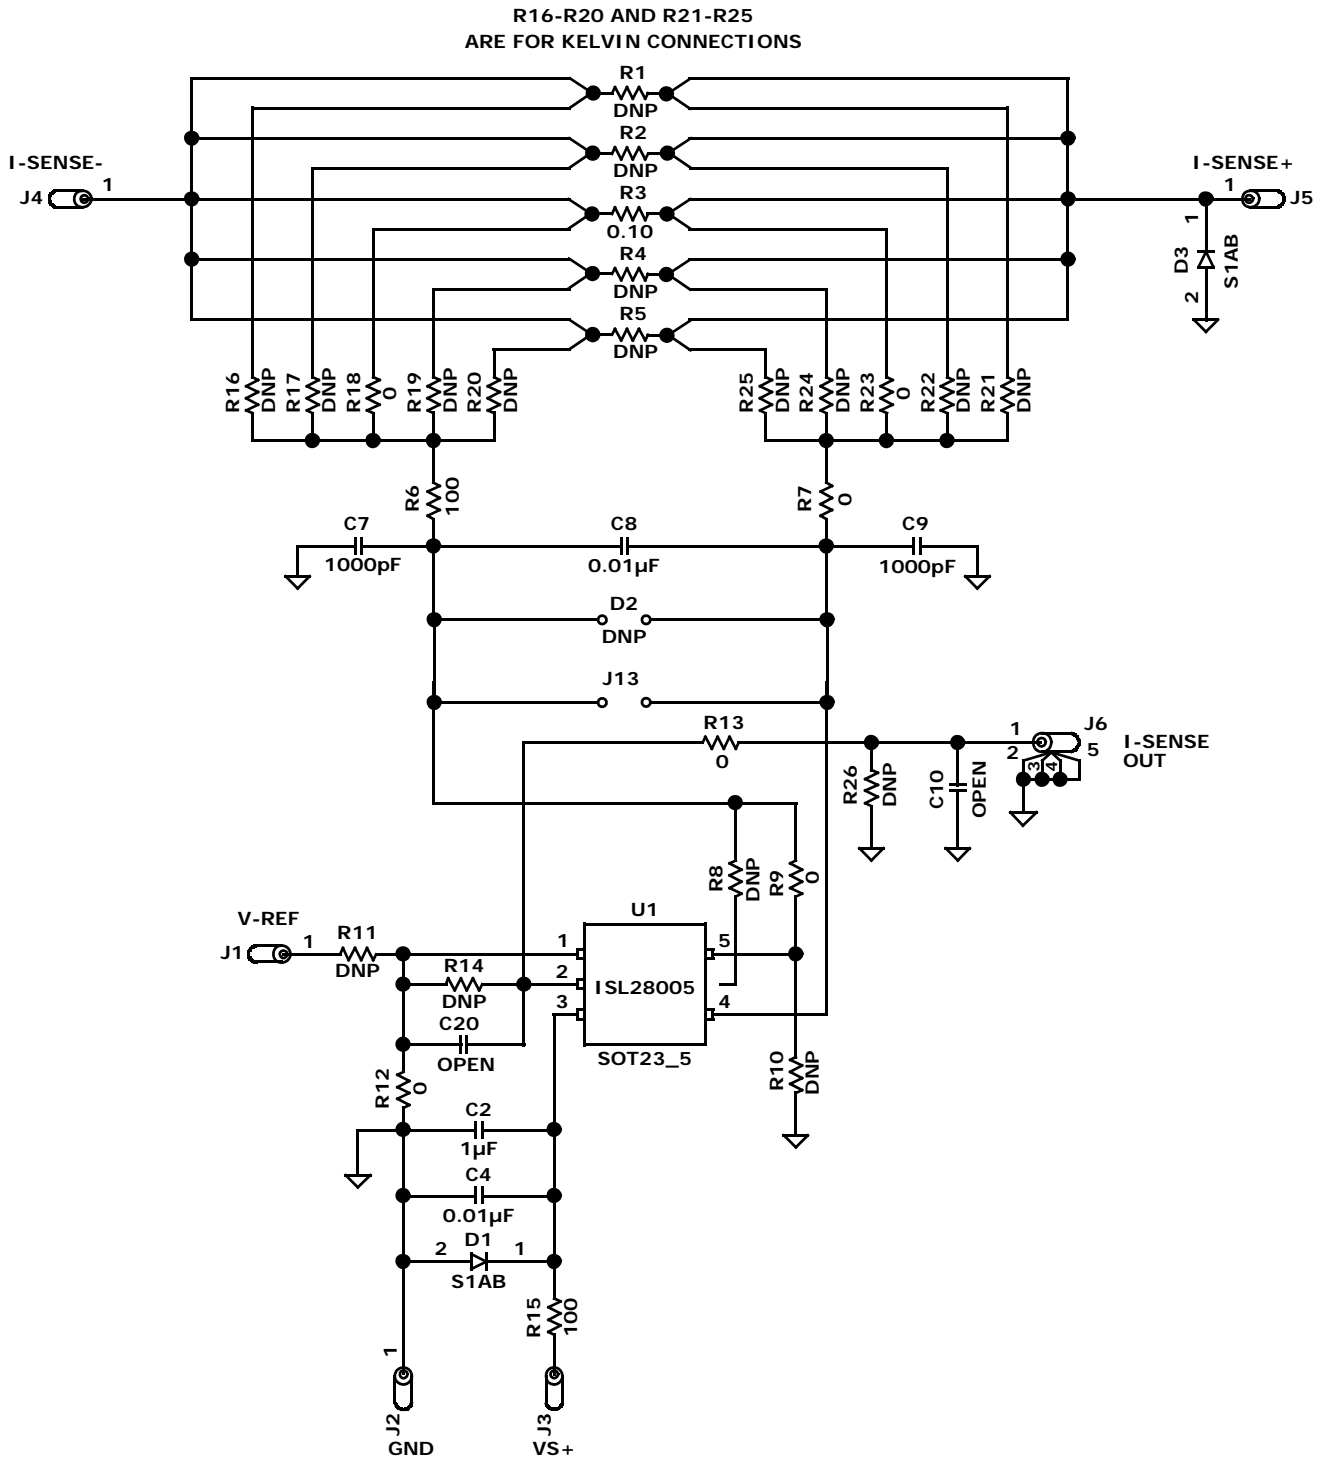 R16-R20 AND R21-R25
ARE FOR KELVIN CONNECTIONS
R1
DNP
R2
DNP
I-SENSE-
J4
1
R3
0.10
I-SENSE+
1
J5
1
D3
S1AB
2
R4
DNP
R5
DNP
R16
DNP
R17
DNP
R18
0
R19
DNP
R20
DNP
R25
DNP
R24
DNP
R23
0
R22
DNP
R21
DNP
R6
100
R7
0
C7
1000pF
C8
0.01µF
C9
1000pF
D2
DNP
J13
R13
0
R26
DNP
C10
OPEN
1
2
3
4
5
J6
I-SENSE
OUT
R8
DNP
R9
0
U1
V-REF
J1
1
R11
DNP
1
5
R14
DNP
2
ISL28005
3
4
C20
OPEN
SOT23_5
R10
DNP
R12
0
C2
1µF
C4
0.01µF
D1
2
1
S1AB
R15
100
1
J2
GND
J3
VS+